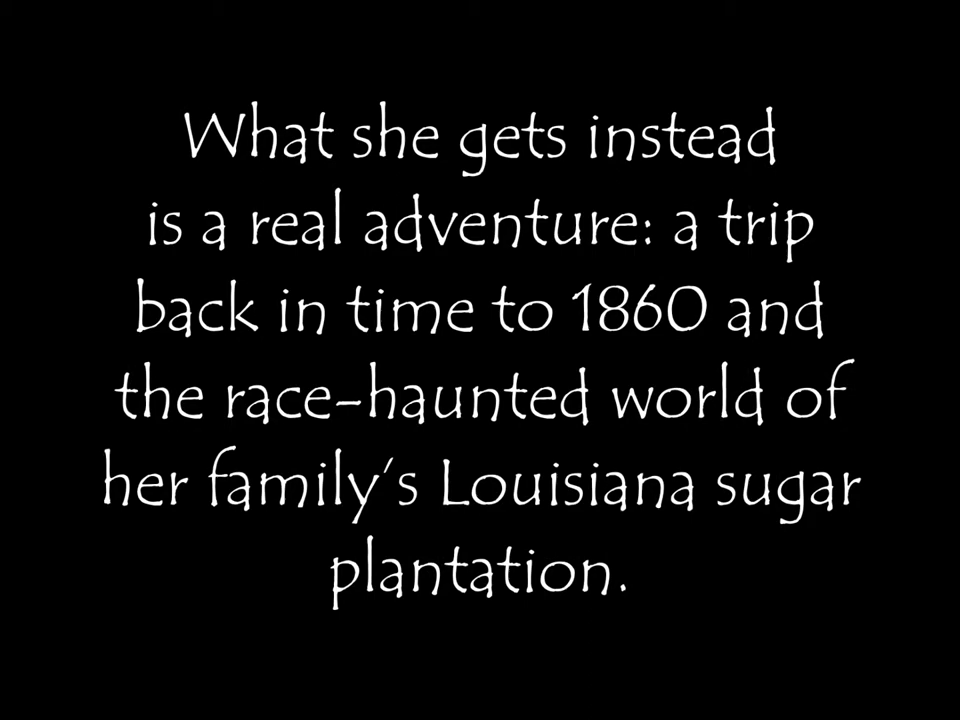 What she gets instead
is a real adventure: a trip
back in time to 1860 and
the race-haunted world of
her family's Louisiana sugar
plantation.